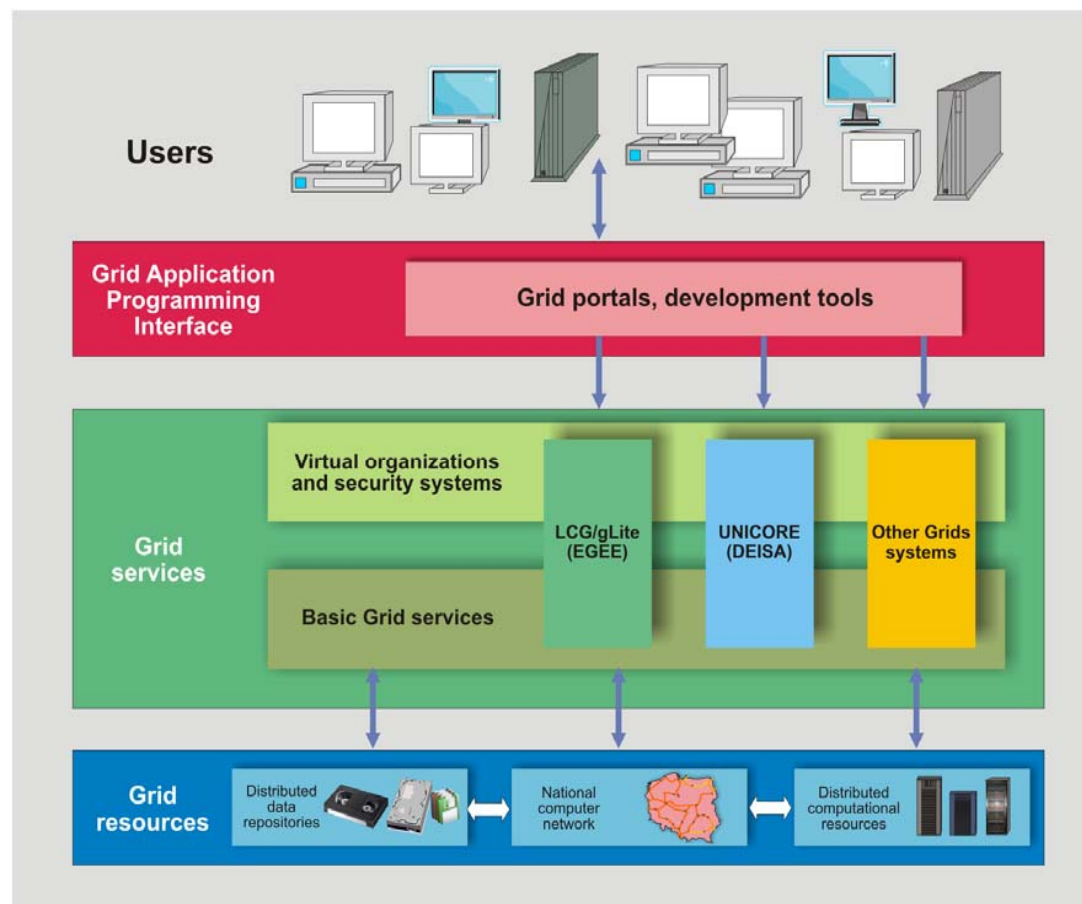 Users
Grid Application
Programming
Interface
Grid portals, development tools
Grid
services
Virtual organizations
and security systems
Basic Grid services
LCG/gLite
(EGEE)
UNICORE
(DEISA)
Other Grids
systems
Grid
resources
Distributed
data
repositories
National
computer
network
Distributed
computational
resources